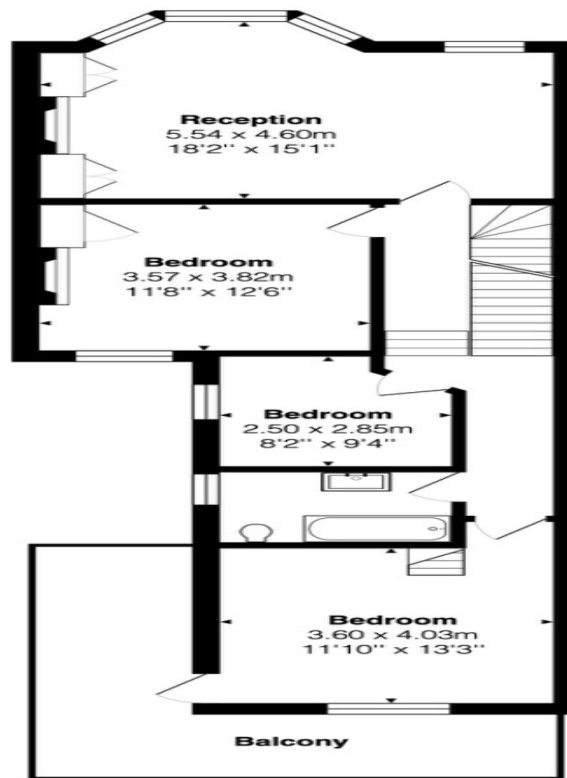 Reception
5.54 x 4.60m
18'2'' x 15'1''
Bedroom
3.57 x 3.82m
11'8'' x 12'6''
Bedroom
2.50 x 2.85m
8'2'' x 9'4''
Bedroom
3.60 x 4.03m
11'10'' x 13'3''
Balcony